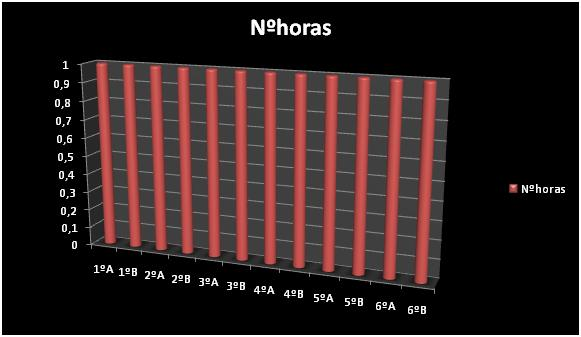 Nºhoras
1
0,9
0,8
0,7
0,6
0,5
0,4
0,3
0,2
0,1
0
1ºA
1ºB
2ºA
2ºB
3ºA
3ºB
4ºA
4ºB
5ºA
5ºB
6ºA
6ºB
Nºhoras